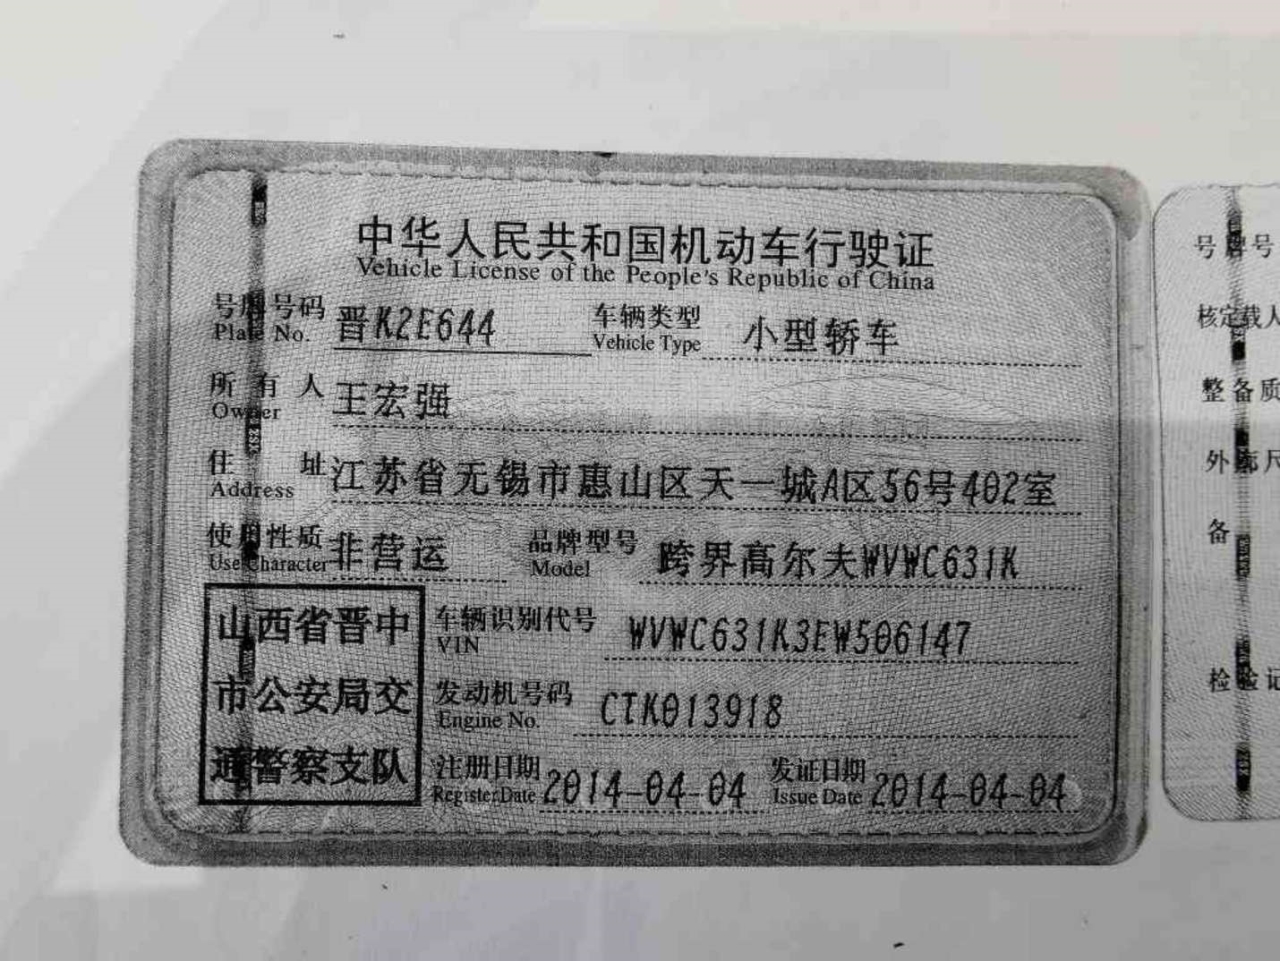 中华人民共和国机动车行驶证
Vehicle License of the People's Republic of China
号牌号码 晋K2E644 车辆类型 小型轿车
Plate No. Vehicle Type
所有人 王宏强
Owner
住址 江苏省无锡市惠山区天一城A区56号402室
Address
使用性质 非营运 品牌型号 跨界高尔夫WVWC631K
Use Character Model
山西省晋中
市公安局交
通警察支队
车辆识别代号 WVWC631K3EW506147
VIN
发动机号码 CTK013918
Engine No.
注册日期 2014-04-04 发证日期 2014-04-04
Register Date Issue Date
号牌号
核定载人
整备质
外廓尺
备
检验记